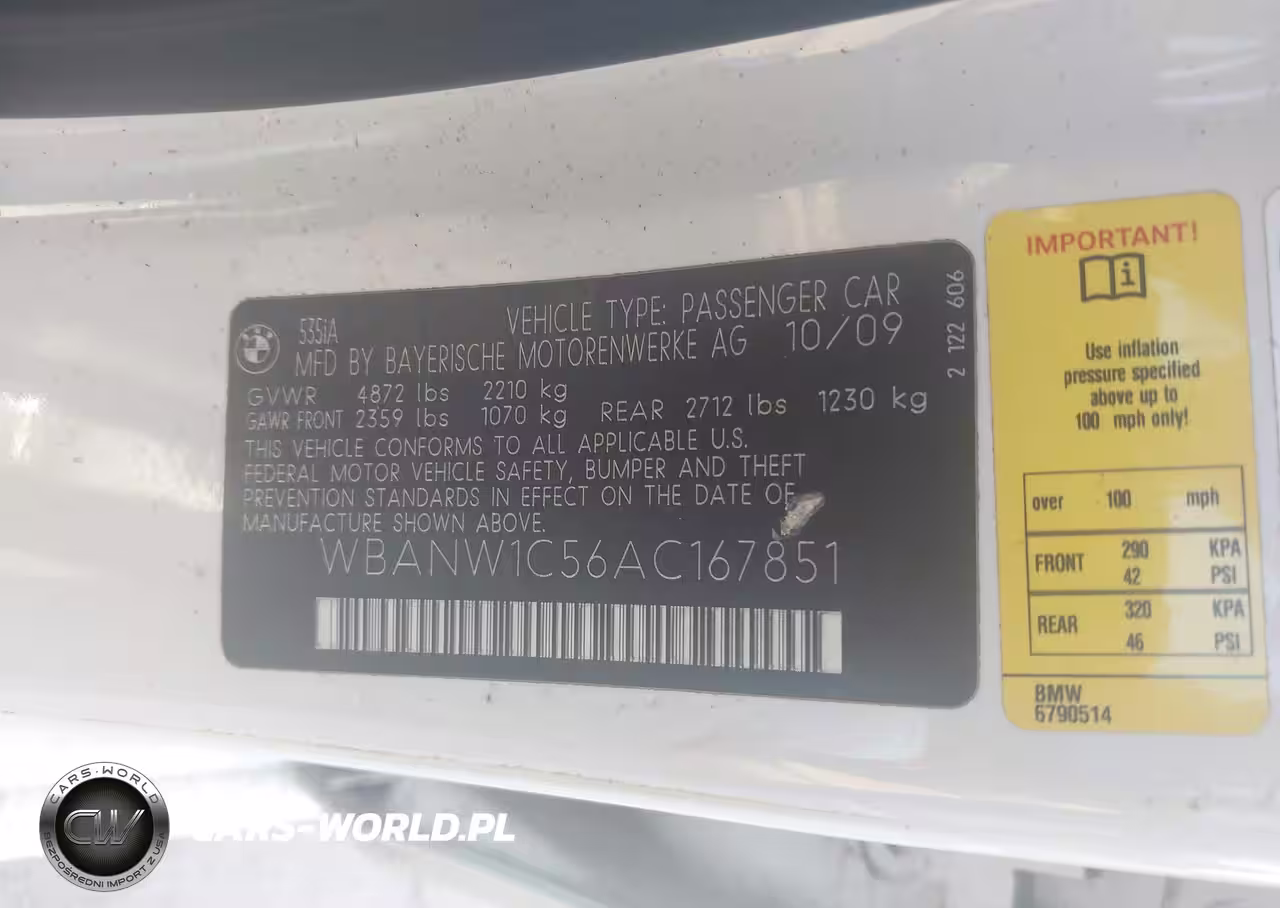 535iA
VEHICLE TYPE: PASSENGER CAR
MFD BY BAYERISCHE MOTORENWERKE AG 10/09
GVWR 4872 lbs 2210 kg
GAWR FRONT 2359 lbs 1070 kg REAR 2712 lbs 1230 kg
THIS VEHICLE CONFORMS TO ALL APPLICABLE U.S.
FEDERAL MOTOR VEHICLE SAFETY, BUMPER AND THEFT
PREVENTION STANDARDS IN EFFECT ON THE DATE OF
MANUFACTURE SHOWN ABOVE.
WBANW1C56AC167851
2 122 606
IMPORTANT!
i
Use inflation
pressure specified
above up to
100 mph only!
over 100 mph
FRONT 290 KPA
42 PSI
REAR 320 KPA
46 PSI
BMW
6790514
CARS-WORLD
CW
BEZPOŚREDNI IMPORT Z USA
CARS-WORLD.PL